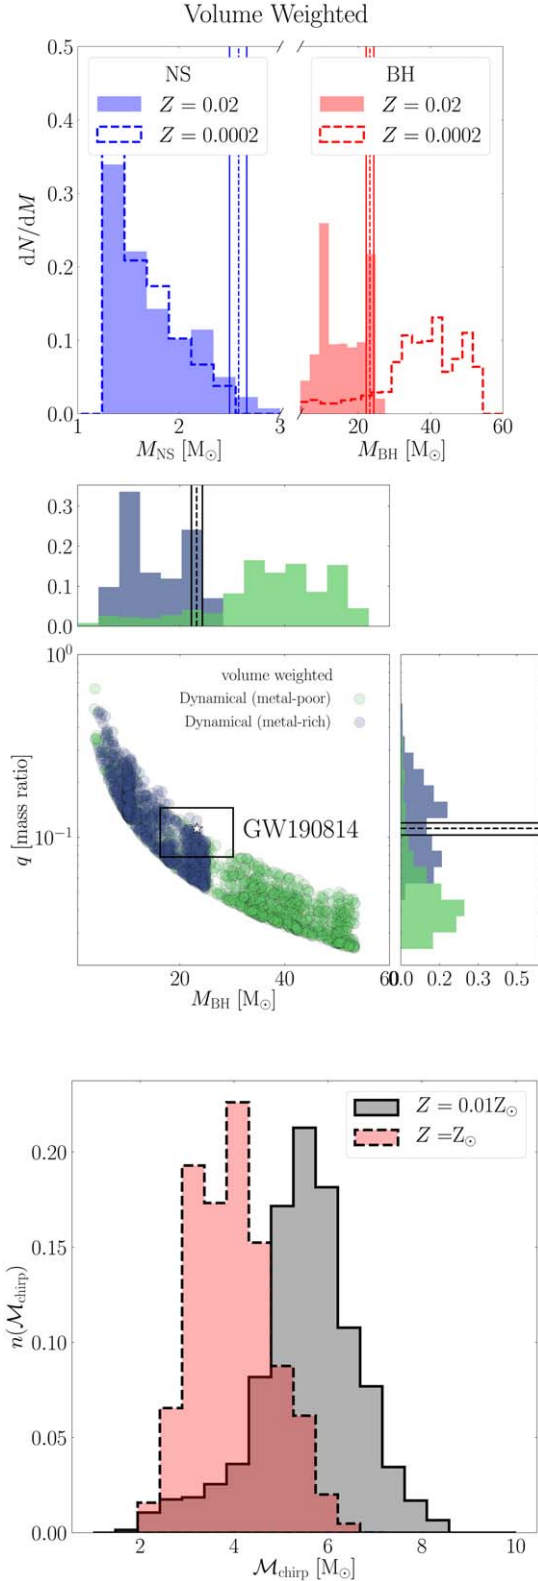 Volume Weighted
NS
Z = 0.02
Z = 0.0002
BH
Z = 0.02
Z = 0.0002
dN/dM
0.5
0.4
0.3
0.2
0.1
0.0
1 2 3
20 40 60
M_NS [M_⊙]
M_BH [M_⊙]
0.3
0.2
0.1
0.0
10^0
10^−1
q [mass ratio]
volume weighted
Dynamical (metal-poor)
Dynamical (metal-rich)
GW190814
20 40 60
M_BH [M_⊙]
0.0 0.2 0.3 0.5
n(M_chirp)
0.20
0.15
0.10
0.05
0.00
Z = 0.01Z_⊙
Z =Z_⊙
2 4 6 8 10
M_chirp [M_⊙]